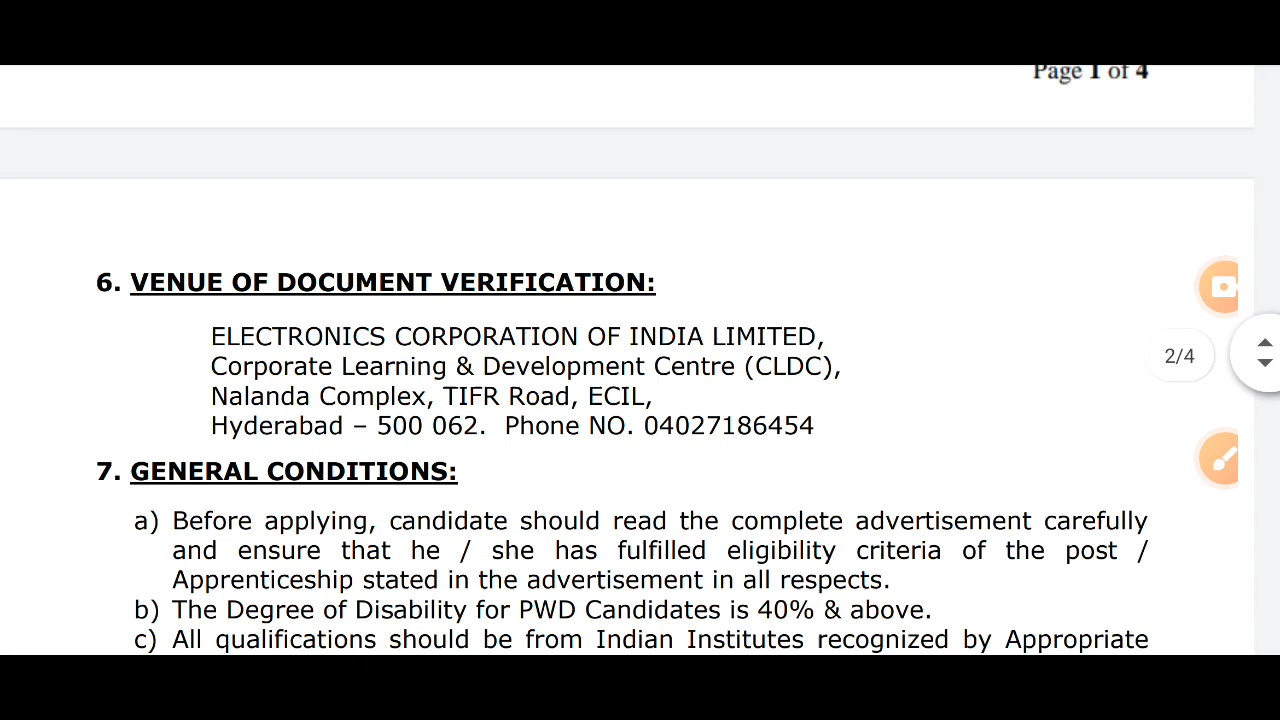 Page 1 of 4
6. VENUE OF DOCUMENT VERIFICATION:
ELECTRONICS CORPORATION OF INDIA LIMITED,
Corporate Learning & Development Centre (CLDC),
Nalanda Complex, TIFR Road, ECIL,
Hyderabad – 500 062. Phone NO. 04027186454
2/4
7. GENERAL CONDITIONS:
a) Before applying, candidate should read the complete advertisement carefully
and ensure that he / she has fulfilled eligibility criteria of the post /
Apprenticeship stated in the advertisement in all respects.
b) The Degree of Disability for PWD Candidates is 40% & above.
c) All qualifications should be from Indian Institutes recognized by Appropriate